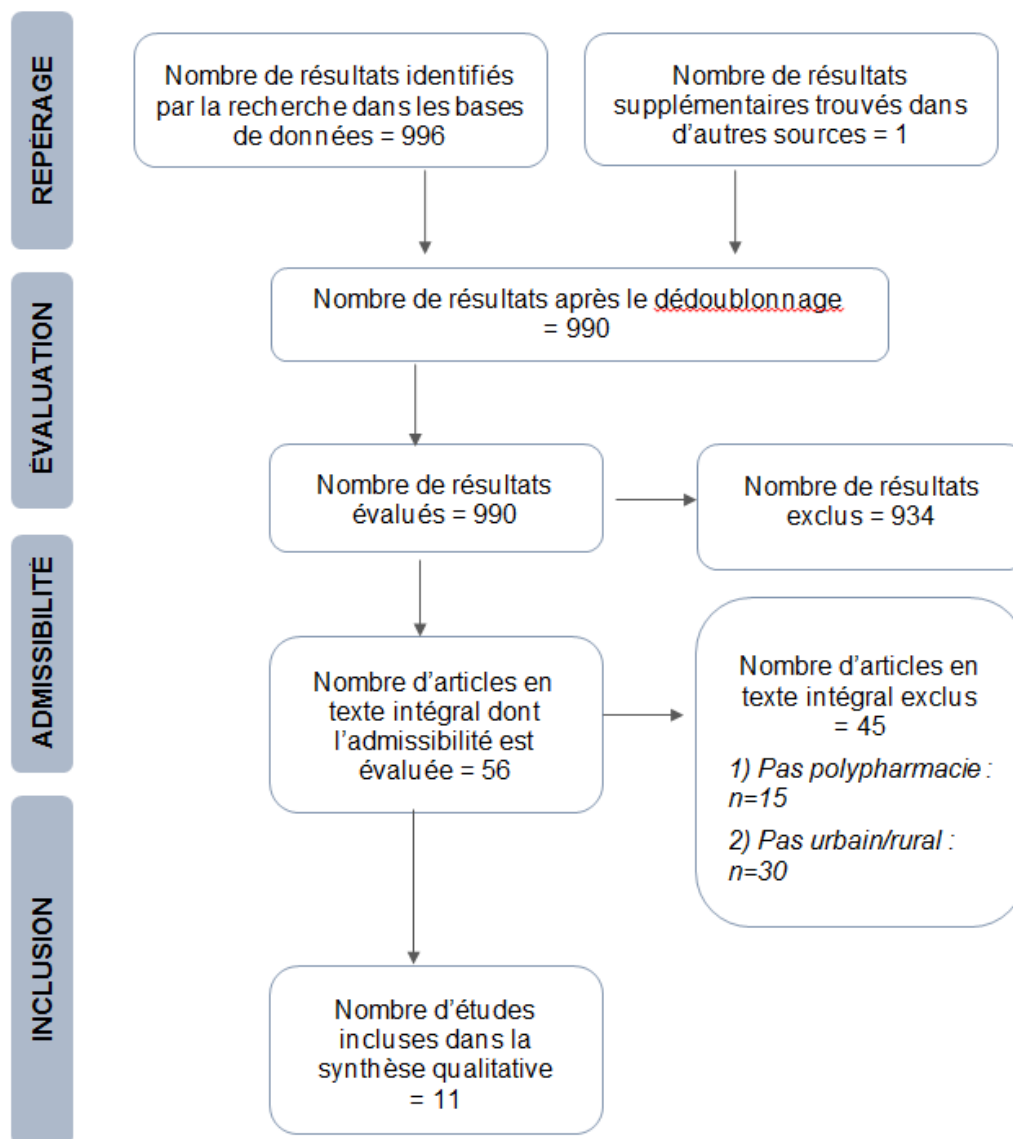 REPÉRAGE
Nombre de résultats identifiés
par la recherche dans les bases
de données = 996
Nombre de résultats
supplémentaires trouvés dans
d’autres sources = 1
ÉVALUATION
Nombre de résultats après le dédoublonnage
= 990
Nombre de résultats
évalués = 990
Nombre de résultats
exclus = 934
ADMISSIBILITÉ
Nombre d’articles en
texte intégral dont
l’admissibilité est
évaluée = 56
Nombre d’articles en
texte intégral exclus
= 45
1) Pas polypharmacie :
n=15
2) Pas urbain/rural :
n=30
INCLUSION
Nombre d’études
incluses dans la
synthèse qualitative
= 11